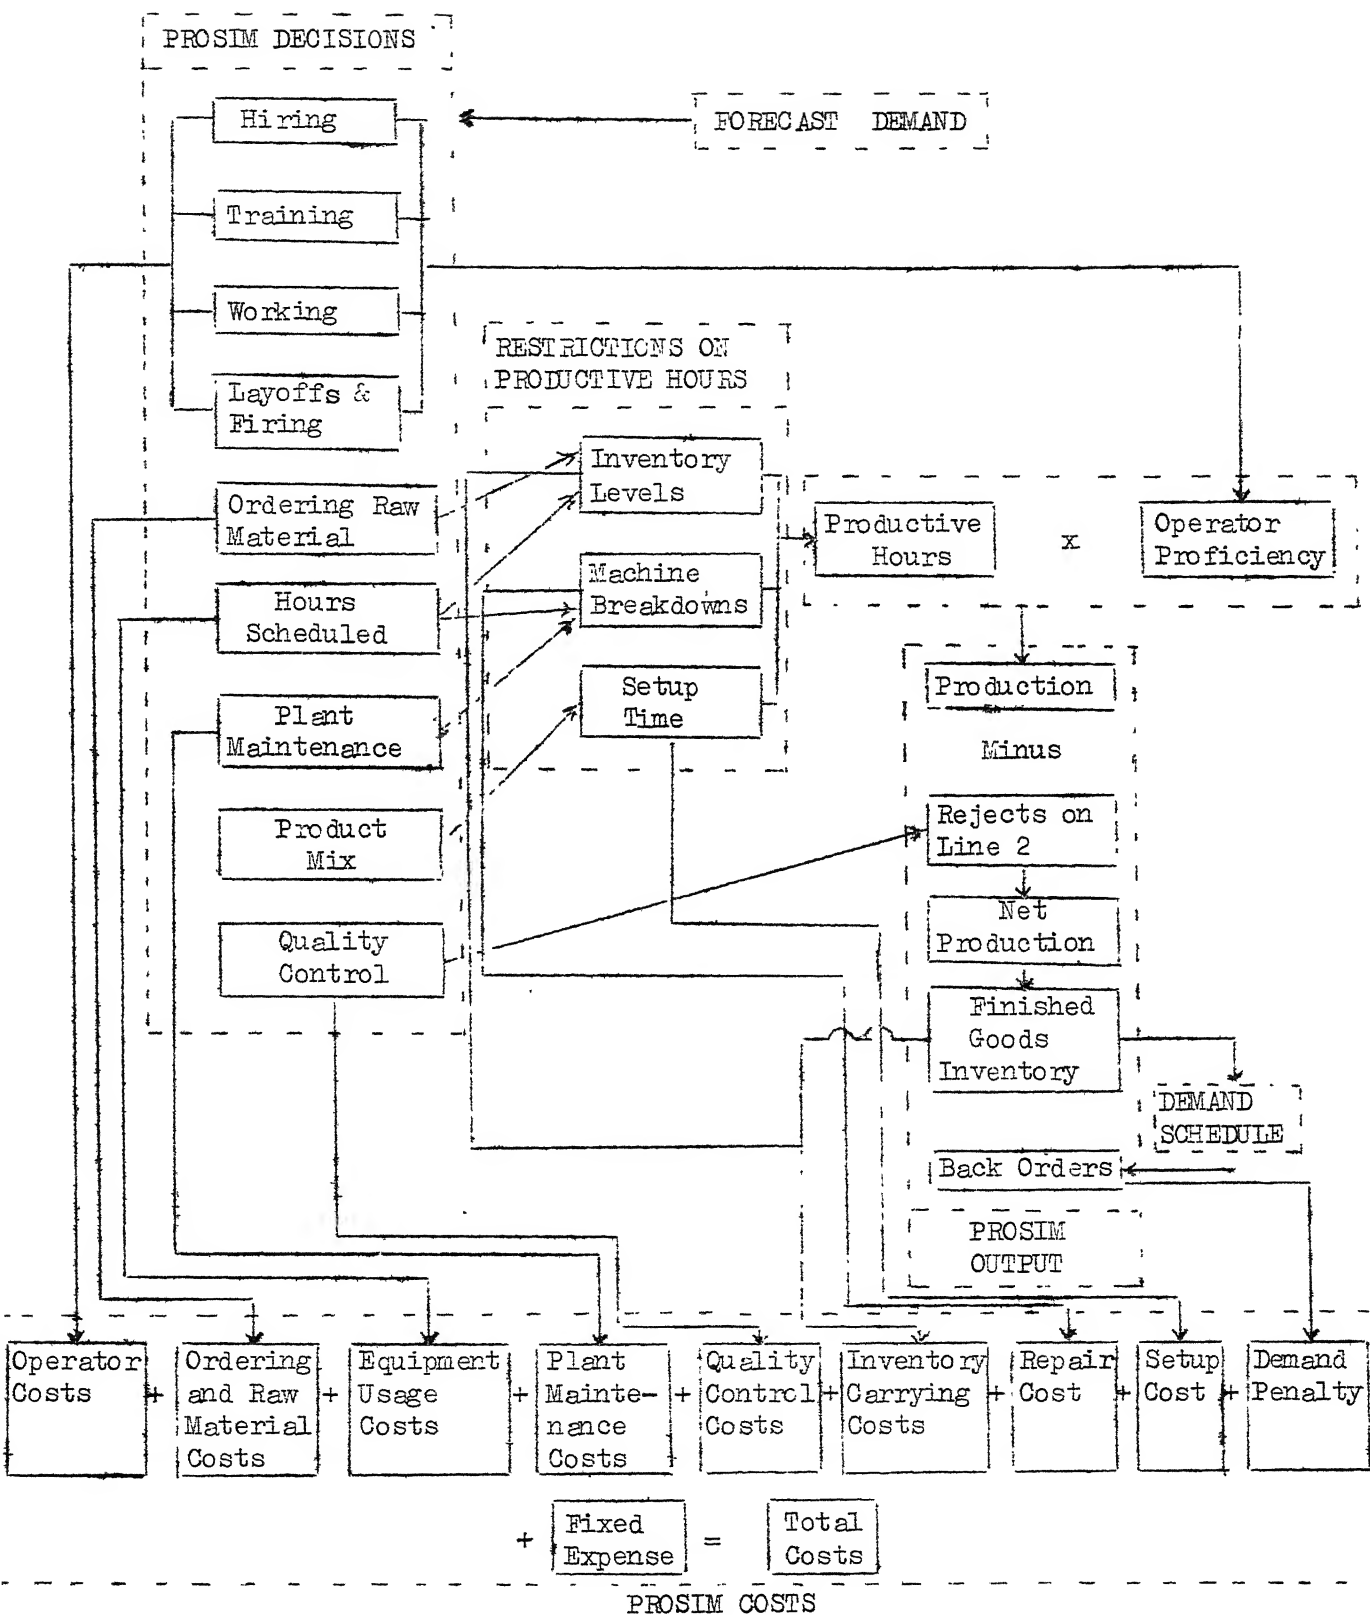 PROSIM DECISIONS
Hiring
FORECAST DEMAND
Training
Working
Layoffs &
Firing
RESTRICTIONS ON
PRODUCTIVE HOURS
Ordering Raw
Material
Inventory
Levels
Productive
Hours
x
Operator
Proficiency
Hours
Scheduled
Machine
Breakdowns
Plant
Maintenance
Setup
Time
Production
Minus
Product
Mix
Rejects on
Line 2
Quality
Control
Net
Production
Finished
Goods
Inventory
DEMAND
SCHEDULE
Back Orders
PROSIM
OUTPUT
Operator
Costs
+
Ordering
and Raw
Material
Costs
+
Equipment
Usage
Costs
+
Plant
Mainte-
nance
Costs
+
Quality
Control
Costs
+
Inventory
Carrying
Costs
+
Repair
Cost
+
Setup
Cost
+
Demand
Penalty
+
Fixed
Expense
=
Total
Costs
PROSIM COSTS